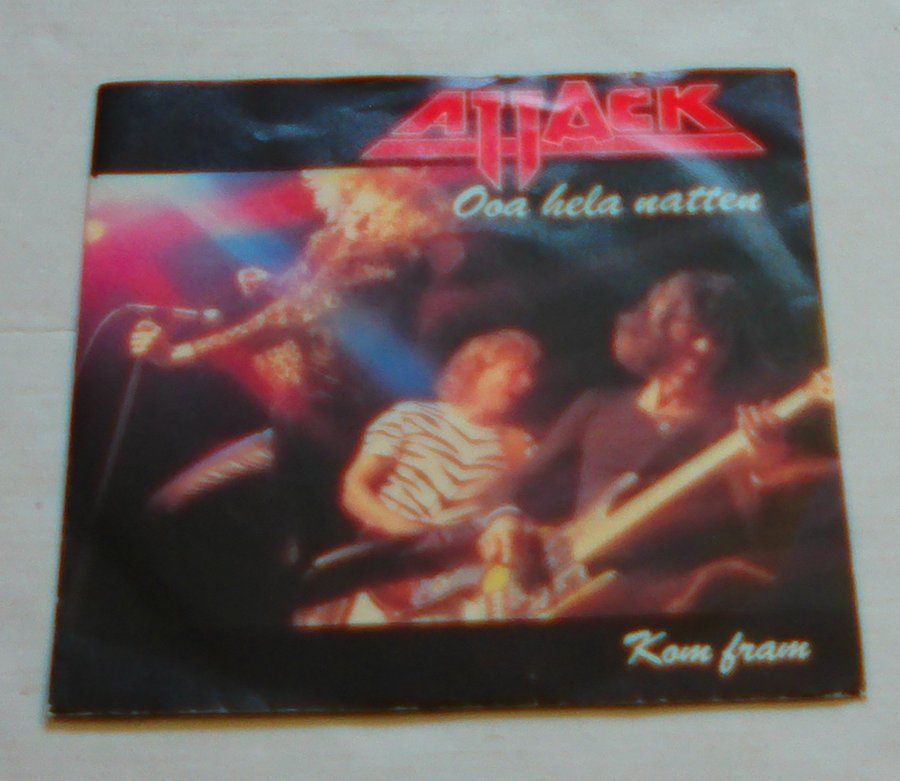 ATTACK
Ooa hela natten
Kom fram